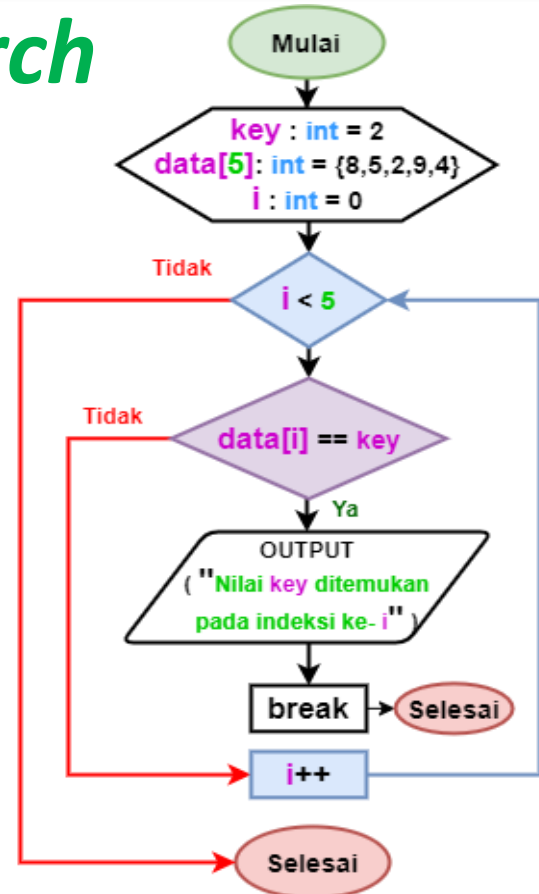 rch
Mulai
key : int = 2
data[5]: int = {8,5,2,9,4}
i : int = 0
Tidak
i < 5
Tidak
data[i] == key
Ya
OUTPUT
( "Nilai key ditemukan
pada indeksi ke- i" )
break
Selesai
i++
Selesai